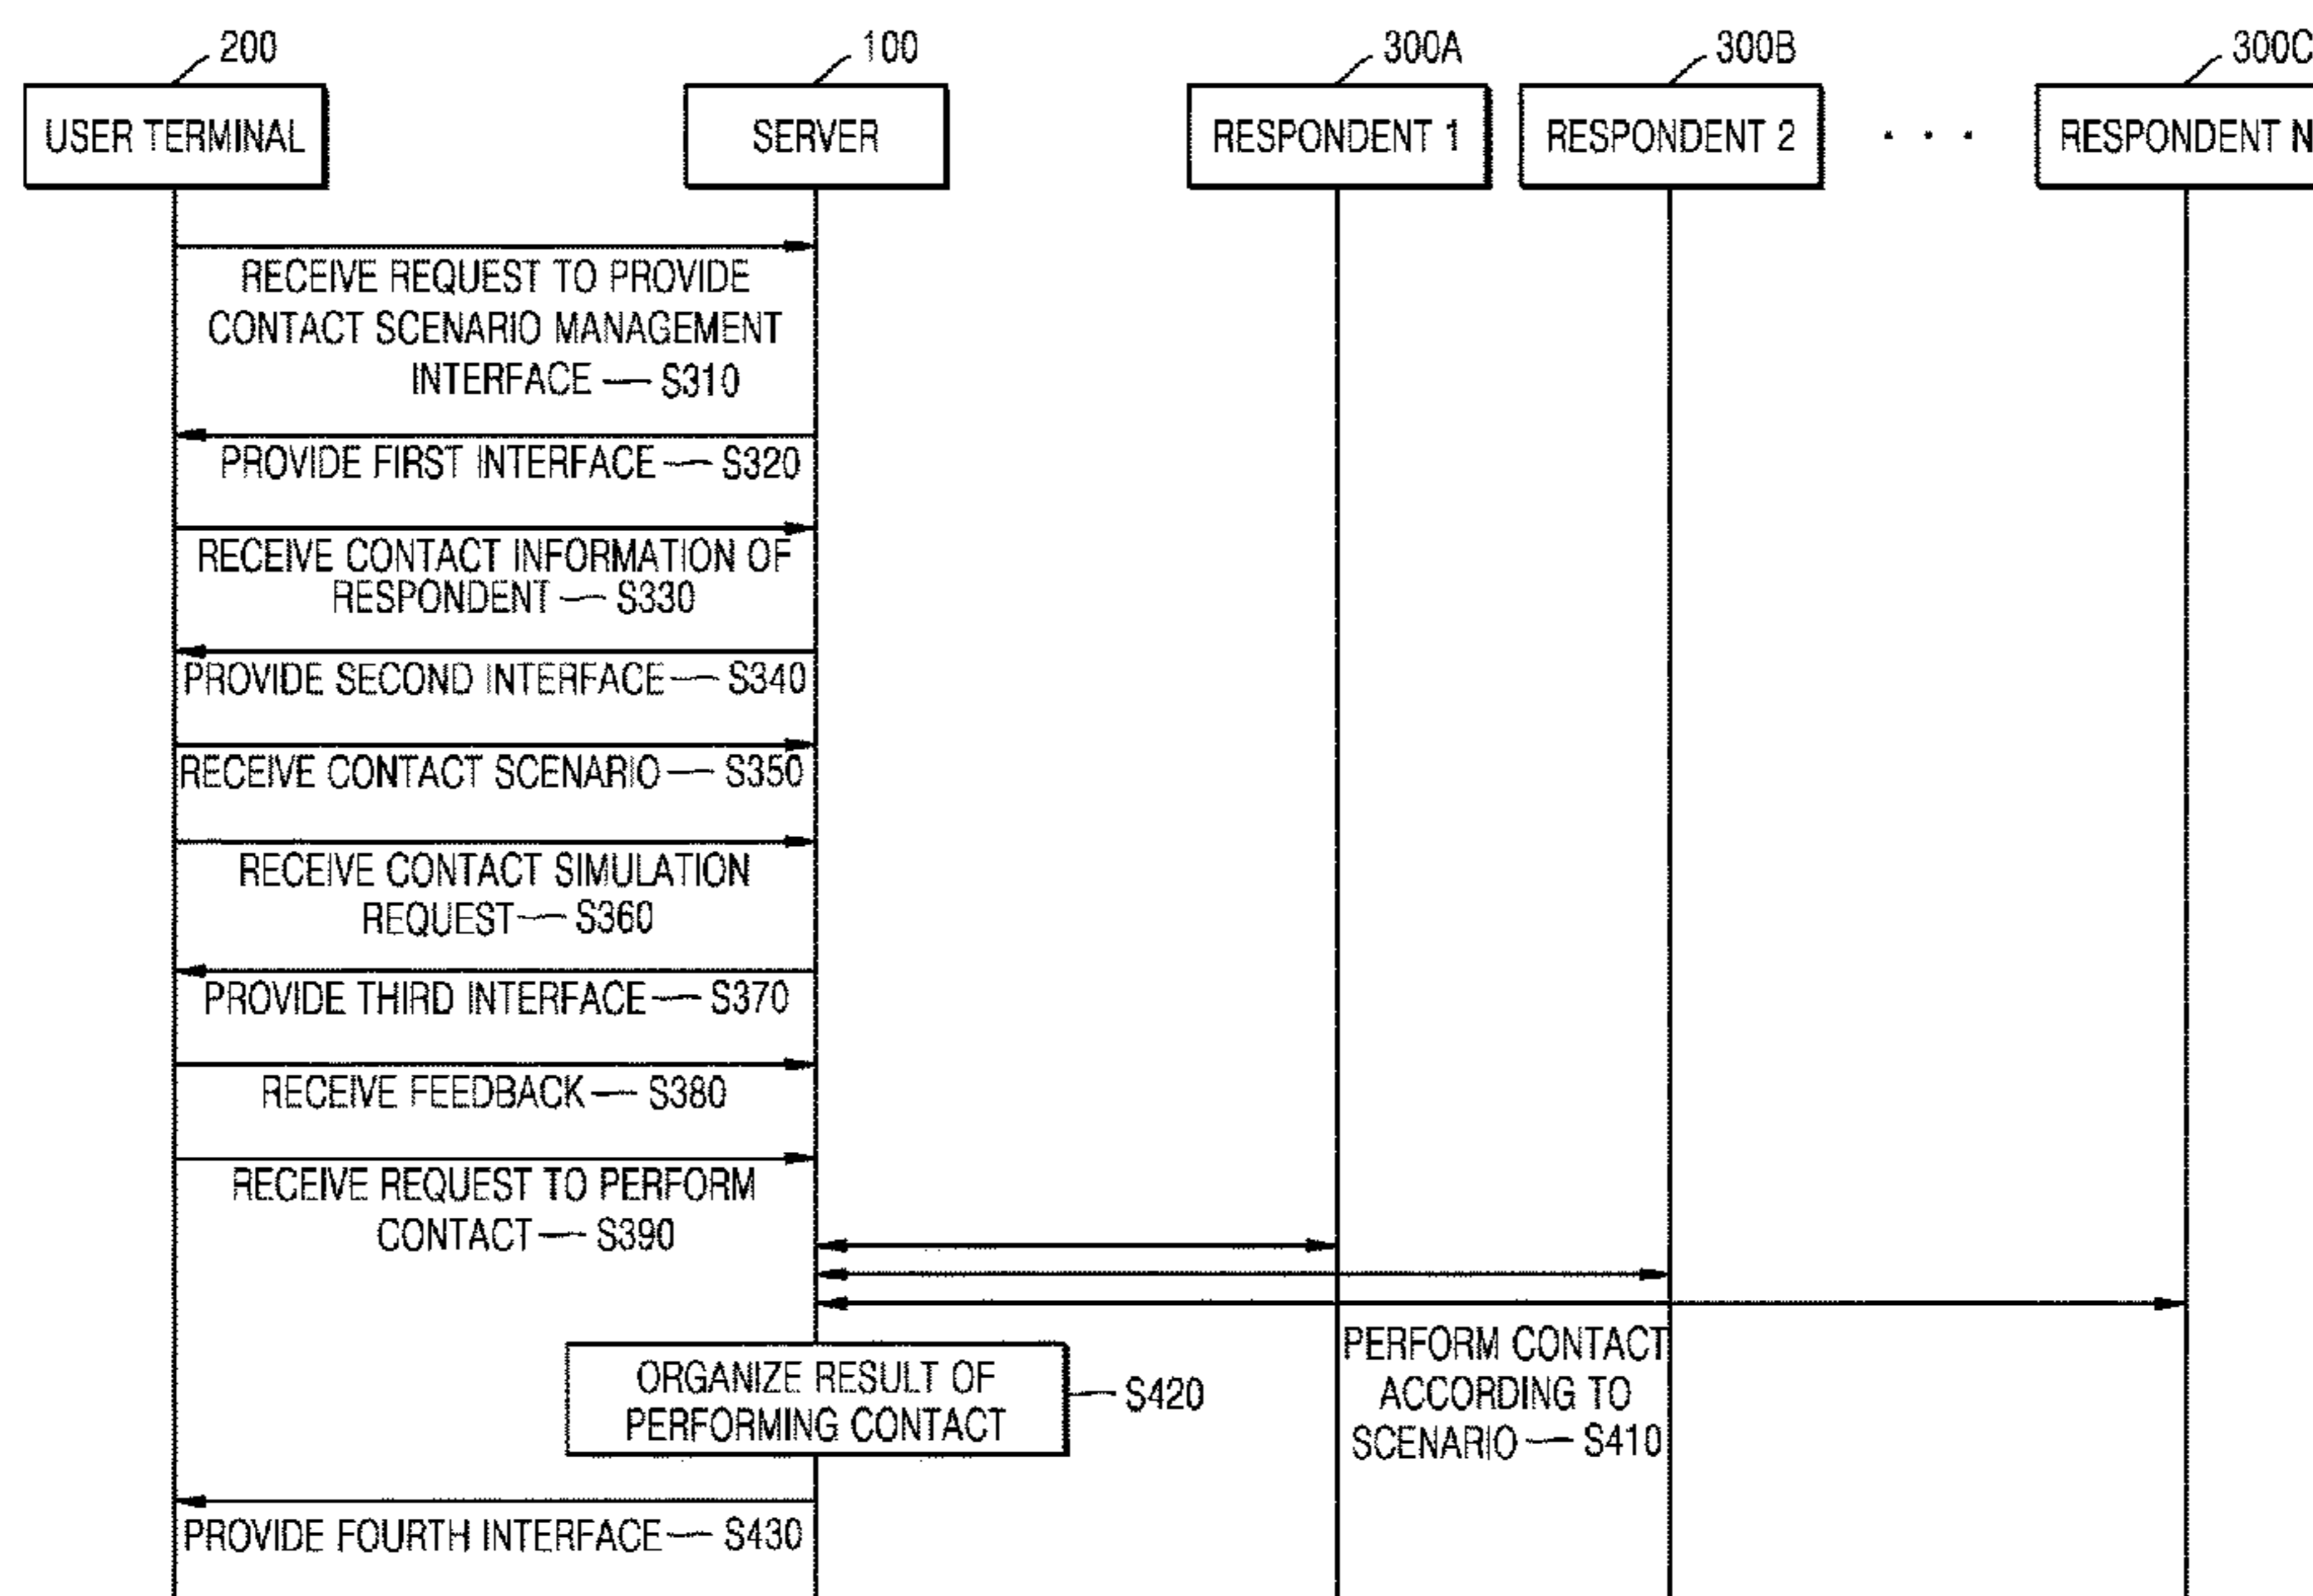 200
100
300A
300B
300C
USER TERMINAL
SERVER
RESPONDENT 1
RESPONDENT 2
. . .
RESPONDENT N
RECEIVE REQUEST TO PROVIDE
CONTACT SCENARIO MANAGEMENT
INTERFACE — S310
PROVIDE FIRST INTERFACE — S320
RECEIVE CONTACT INFORMATION OF
RESPONDENT — S330
PROVIDE SECOND INTERFACE — S340
RECEIVE CONTACT SCENARIO — S350
RECEIVE CONTACT SIMULATION
REQUEST — S360
PROVIDE THIRD INTERFACE — S370
RECEIVE FEEDBACK — S380
RECEIVE REQUEST TO PERFORM
CONTACT — S390
PERFORM CONTACT
ACCORDING TO
SCENARIO — S410
ORGANIZE RESULT OF
PERFORMING CONTACT
S420
PROVIDE FOURTH INTERFACE — S430